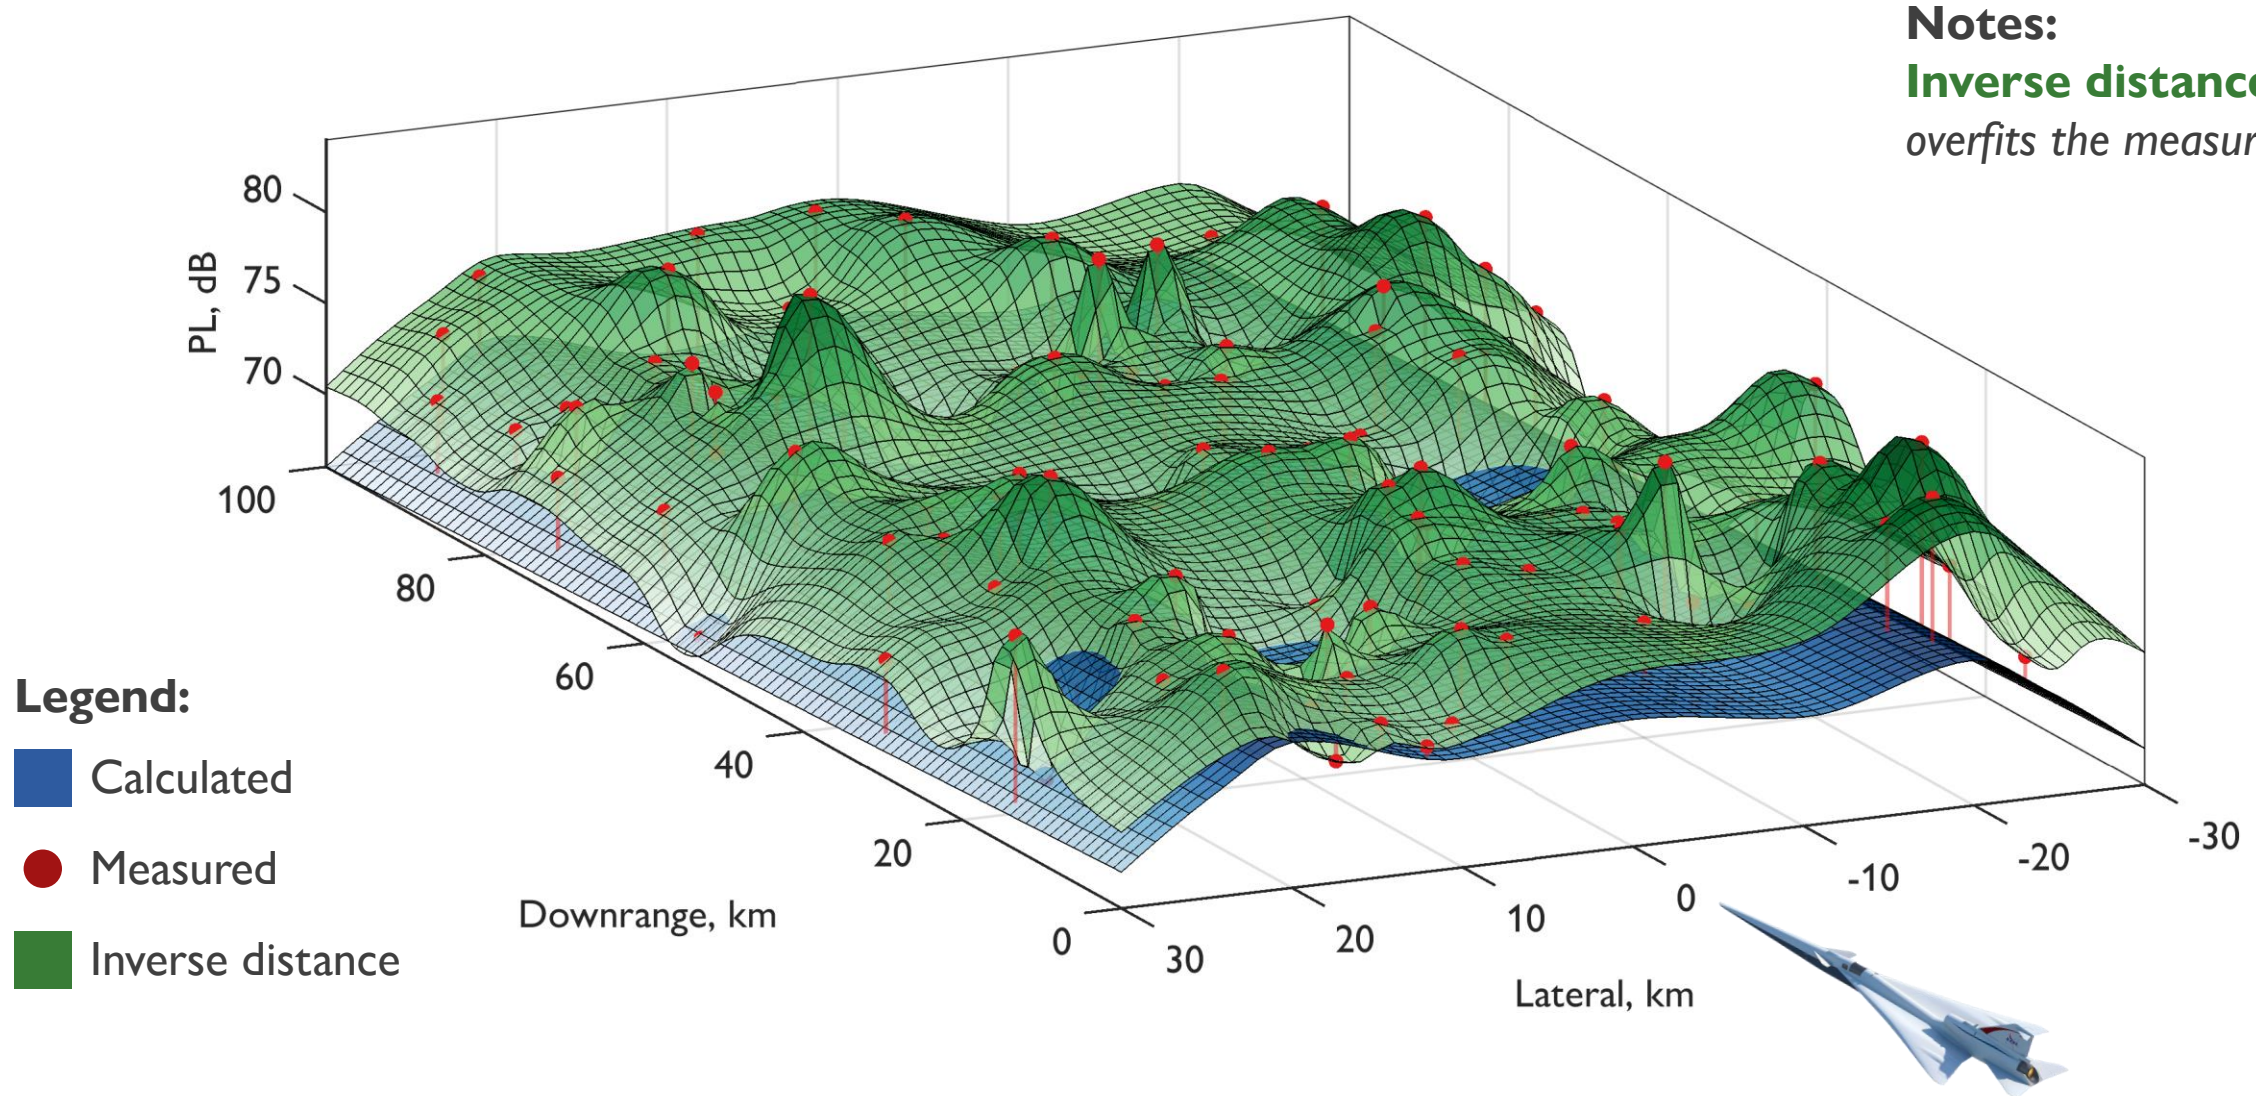 Notes:
Inverse distance
overfits the measur
80
75
70
PL, dB
100
80
60
40
20
0
Downrange, km
30
20
10
0
-10
-20
-30
Lateral, km
Legend:
Calculated
Measured
Inverse distance